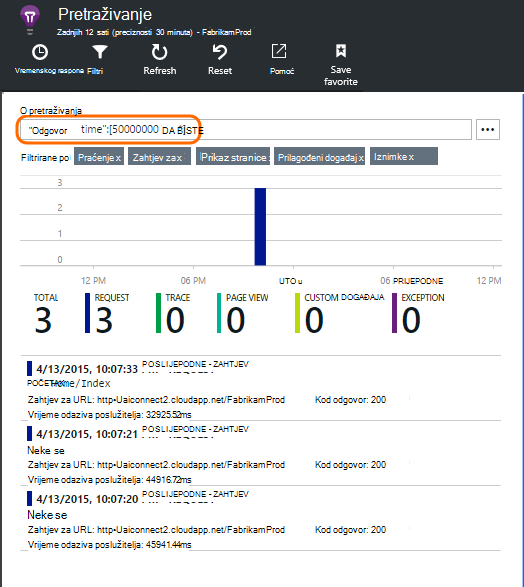 Pretraživanje
Zadnjih 12 sati (preciznosti 30 minuta) - FabrikamProd
Vremenskog raspona Filtri Refresh Reset Pomoć Save favorite
O pretraživanja
"Odgovor time":[50000000 DA BISTE
Filtrirane po: Praćenje x Zahtjev za x Prikaz stranice x Prilagođeni događaj x Iznimke x
3
2
1
0
12 PM 06 PM UTO u 06 PRIJEPODNE 12 PM
TOTAL REQUEST TRACE PAGE VIEW CUSTOM DOGAĐAJA EXCEPTION
3 3 0 0 0 0
4/13/2015, 10:07:33 POSLIJEPODNE - ZAHTJEV
Home/Index
Zahtjev za URL: http•Uaiconnect2.cloudapp.net/FabrikamProd Kod odgovor: 200
Vrijeme odaziva poslužitelja: 32925.52ms
4/13/2015, 10:07:21 POSLIJEPODNE - ZAHTJEV
Neke se
Zahtjev za URL: http•Uaiconnect2.cloudapp.net/FabrikamProd Kod odgovor: 200
Vrijeme odaziva poslužitelja: 44916.72ms
4/13/2015, 10:07:20 POSLIJEPODNE - ZAHTJEV
Neke se
Zahtjev za URL: http•Uaiconnect2.cloudapp.net/FabrikamProd Kod odgovor: 200
Vrijeme odaziva poslužitelja: 45941.44ms